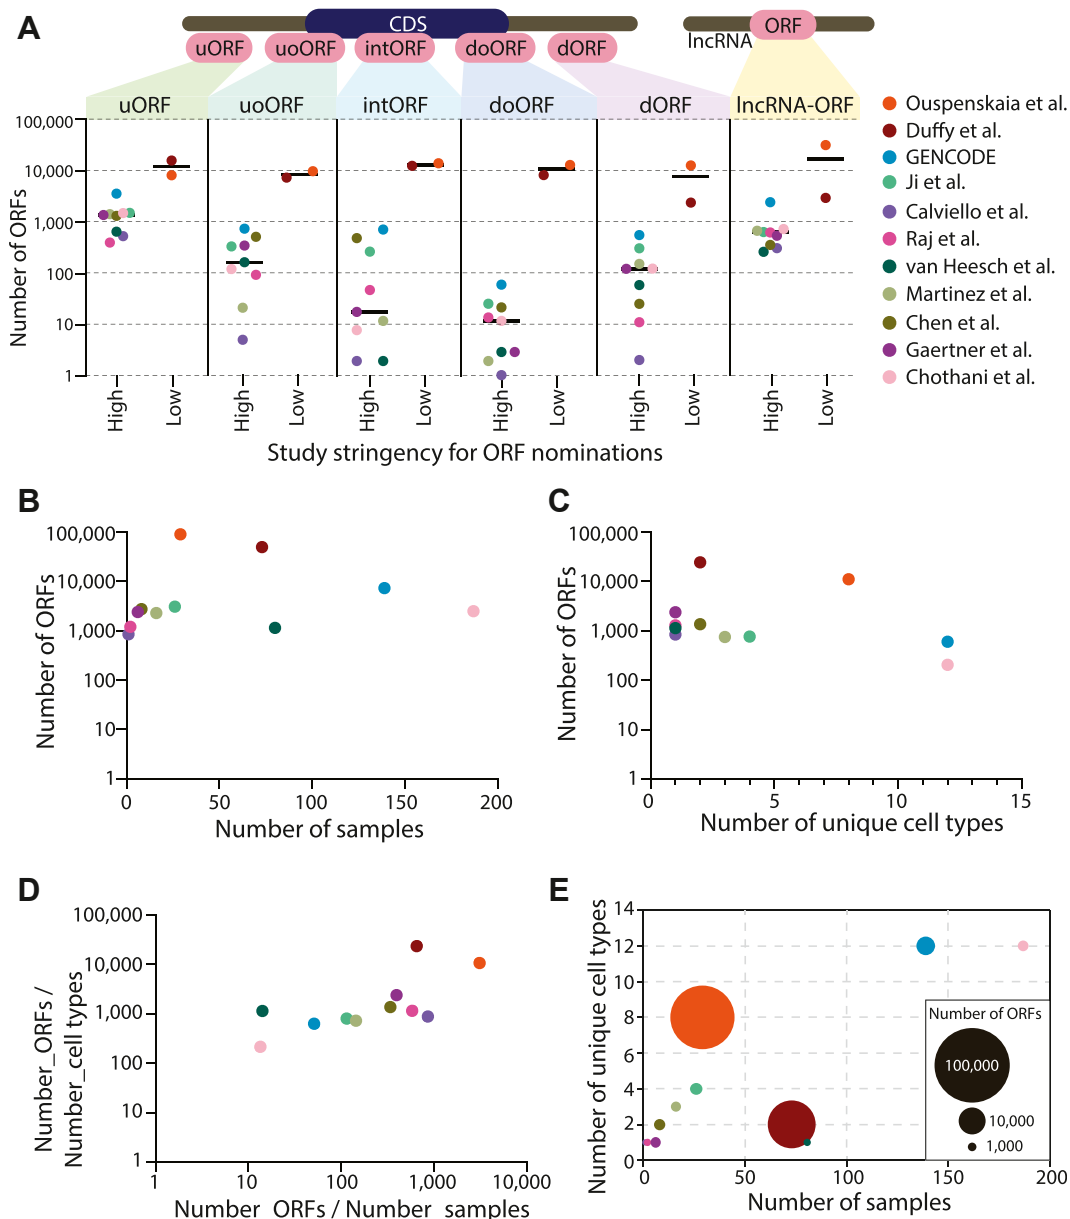 A
CDS
ORF
uORF
uoORF
intORF
doORF
dORF
lncRNA
uORF
uoORF
intORF
doORF
dORF
lncRNA-ORF
100,000
10,000
1,000
100
10
1
Number of ORFs
High
Low
High
Low
High
Low
High
Low
High
Low
High
Low
Study stringency for ORF nominations
Ouspenskaia et al.
Duffy et al.
GENCODE
Ji et al.
Calviello et al.
Raj et al.
van Heesch et al.
Martinez et al.
Chen et al.
Gaertner et al.
Chothani et al.
B
100,000
10,000
1,000
100
10
1
Number of ORFs
0
50
100
150
200
Number of samples
C
100,000
10,000
1,000
100
10
1
Number of ORFs
0
5
10
15
Number of unique cell types
D
100,000
10,000
1,000
100
10
1
Number_ORFs /
Number_cell types
1
10
100
1,000
10,000
Number ORFs / Number samples
E
14
12
10
8
6
4
2
0
Number of unique cell types
Number of ORFs
100,000
10,000
1,000
0
50
100
150
200
Number of samples